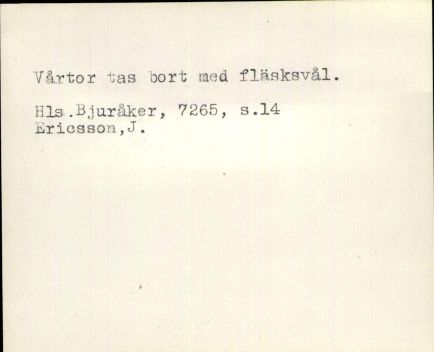 Vårtor tas bort med fläsksvål.
Hls.Bjuråker, 7265, s.14
Ericsson,J.